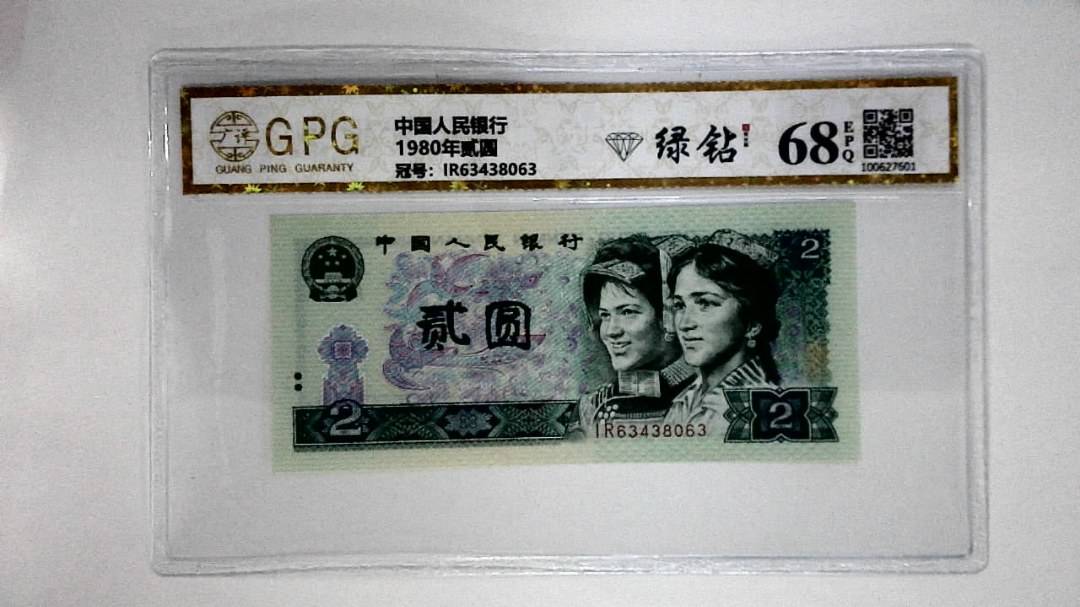 GPG
GUANG PING GUARANTY
中国人民银行
1980年贰圆
冠号：IR63438063
绿钻
68
EPQ
100627601
中国人民银行
2
贰圆
2
2
IR63438063